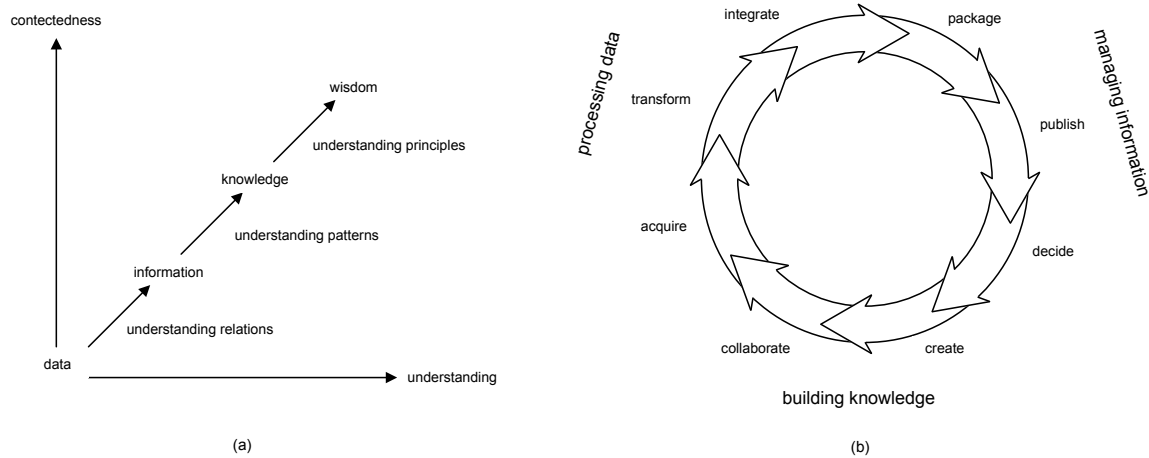 contectedness
wisdom
understanding principles
knowledge
understanding patterns
information
understanding relations
data
understanding
(a)
integrate
package
processing data
managing information
transform
publish
acquire
decide
collaborate
create
building knowledge
(b)